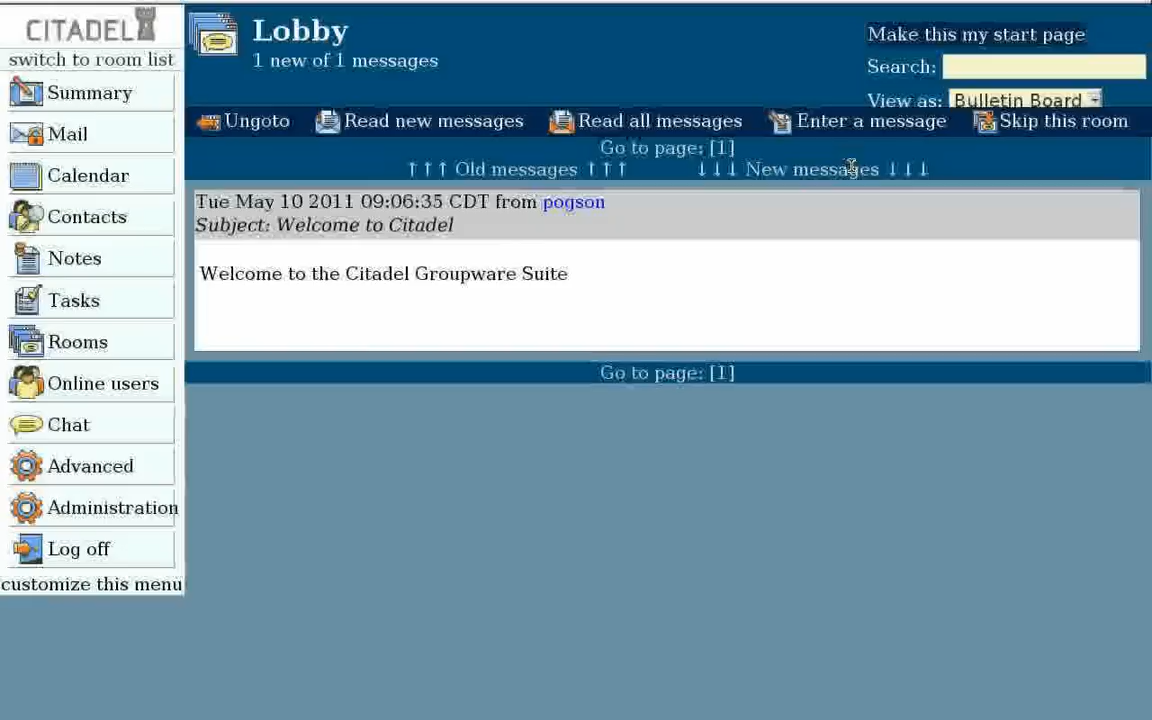 CITADEL
switch to room list
Summary
Mail
Calendar
Contacts
Notes
Tasks
Rooms
Online users
Chat
Advanced
Administration
Log off
customize this menu
Lobby
1 new of 1 messages
Make this my start page
Search:
View as: Bulletin Board
Ungoto Read new messages Read all messages Enter a message Skip this room
Go to page: [1]
↑↑↑ Old messages ↑↑↑ ↓↓↓ New messages ↓↓↓
Tue May 10 2011 09:06:35 CDT from pogson
Subject: Welcome to Citadel
Welcome to the Citadel Groupware Suite
Go to page: [1]